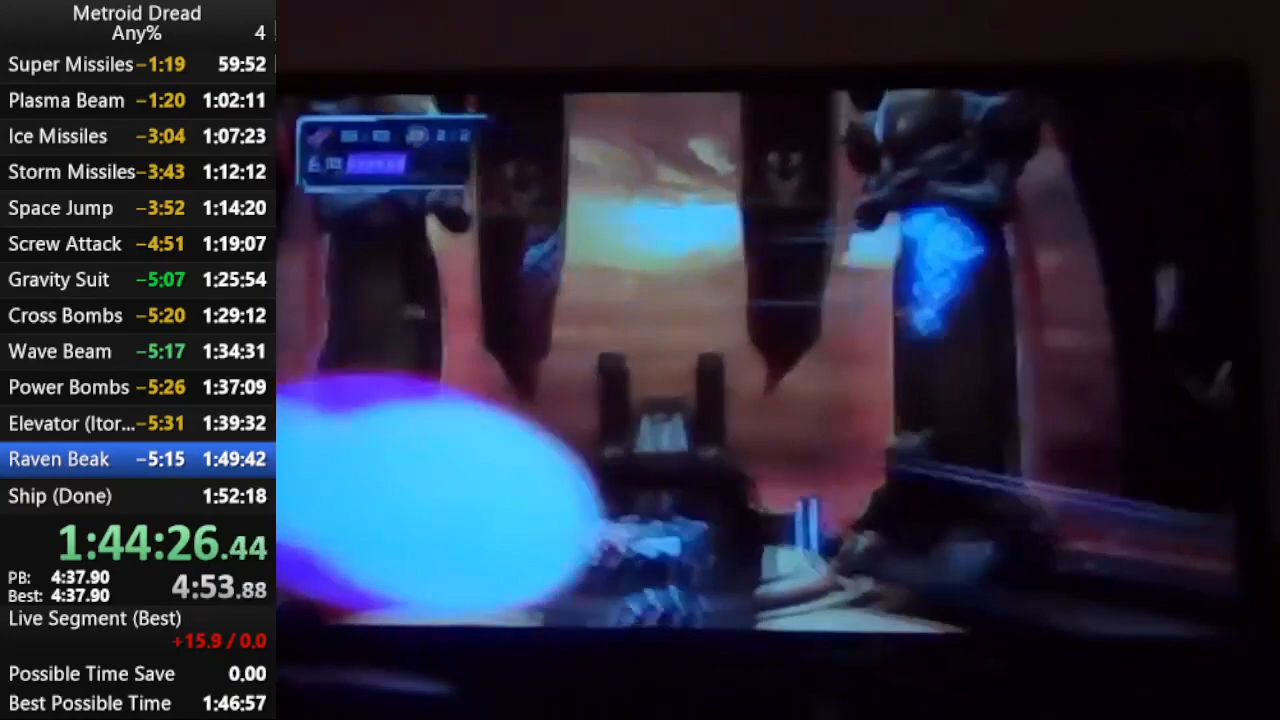 Metroid Dread
Any% 4
Super Missiles -1:19 59:52
Plasma Beam -1:20 1:02:11
Ice Missiles -3:04 1:07:23
Storm Missiles -3:43 1:12:12
Space Jump -3:52 1:14:20
Screw Attack -4:51 1:19:07
Gravity Suit -5:07 1:25:54
Cross Bombs -5:20 1:29:12
Wave Beam -5:17 1:34:31
Power Bombs -5:26 1:37:09
Elevator (Itor... -5:31 1:39:32
Raven Beak -5:15 1:49:42
Ship (Done) 1:52:18
1:44:26.44
PB: 4:37.90
Best: 4:37.90 4:53.88
Live Segment (Best)
+15.9 / 0.0
Possible Time Save 0.00
Best Possible Time 1:46:57